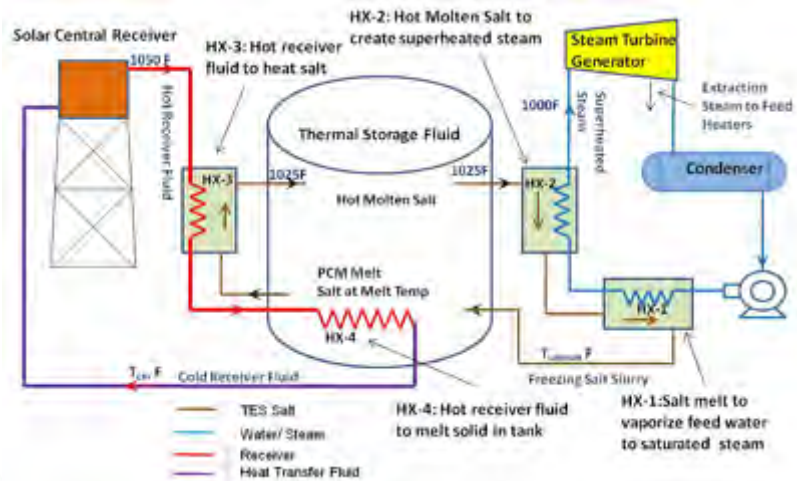 Solar Central Receiver
1050 F
Hot Receiver Fluid
HX-3: Hot receiver
fluid to heat salt
HX-2: Hot Molten Salt to
create superheated steam
Steam Turbine
Generator
Extraction
Steam to Feed
Heaters
1000F
Superheated
Steam
Thermal Storage Fluid
Condenser
HX-3
1025F
1025F
HX-2
Hot Molten Salt
PCM Melt
Salt at Melt Temp
HX-4
HX-1
T F
Cold Receiver Fluid
T F
Freezing Salt Slurry
TES Salt
Water/ Steam
Receiver
Heat Transfer Fluid
HX-4: Hot receiver fluid
to melt solid in tank
HX-1:Salt melt to
vaporize feed water
to saturated steam